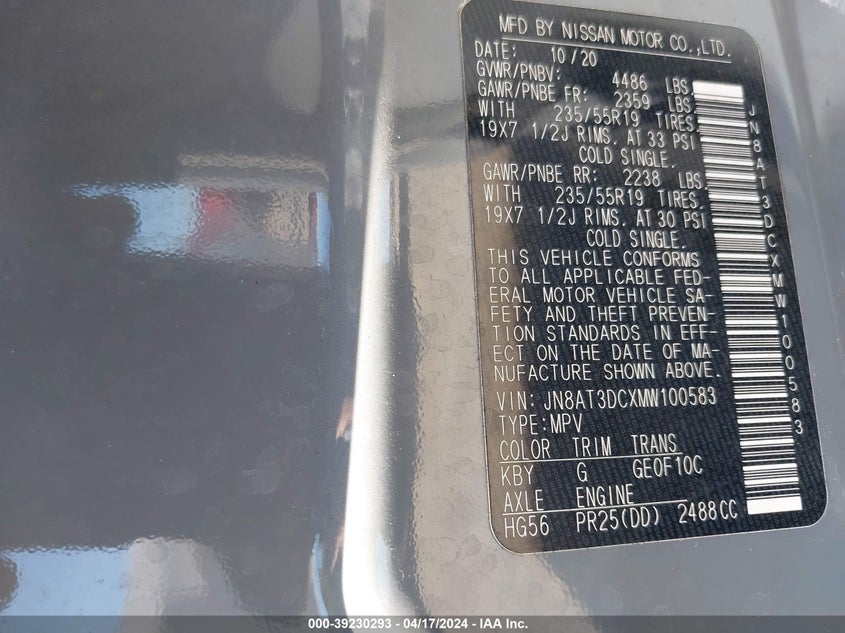 MFD BY NISSAN MOTOR CO.,LTD.
DATE: 10/20
GVWR/PNBV: 4486 LBS
GAWR/PNBE FR: 2359 LBS
WITH 235/55R19 TIRES,
19X7 1/2J RIMS. AT 33 PSI
COLD SINGLE.
GAWR/PNBE RR: 2238 LBS.
WITH 235/55R19 TIRES,
19X7 1/2J RIMS. AT 30 PSI
COLD SINGLE.
THIS VEHICLE CONFORMS
TO ALL APPLICABLE FED-
ERAL MOTOR VEHICLE SA-
FETY AND THEFT PREVEN-
TION STANDARDS IN EFF-
ECT ON THE DATE OF MA-
NUFACTURE SHOWN ABOVE.
VIN: JN8AT3DCXMW100583
TYPE: MPV
COLOR TRIM TRANS
KBY G GE0F10C
AXLE ENGINE
HG56 PR25(DD) 2488CC
JN8AT3DCXMW100583
000-39230293 - 04/17/2024 - IAA Inc.